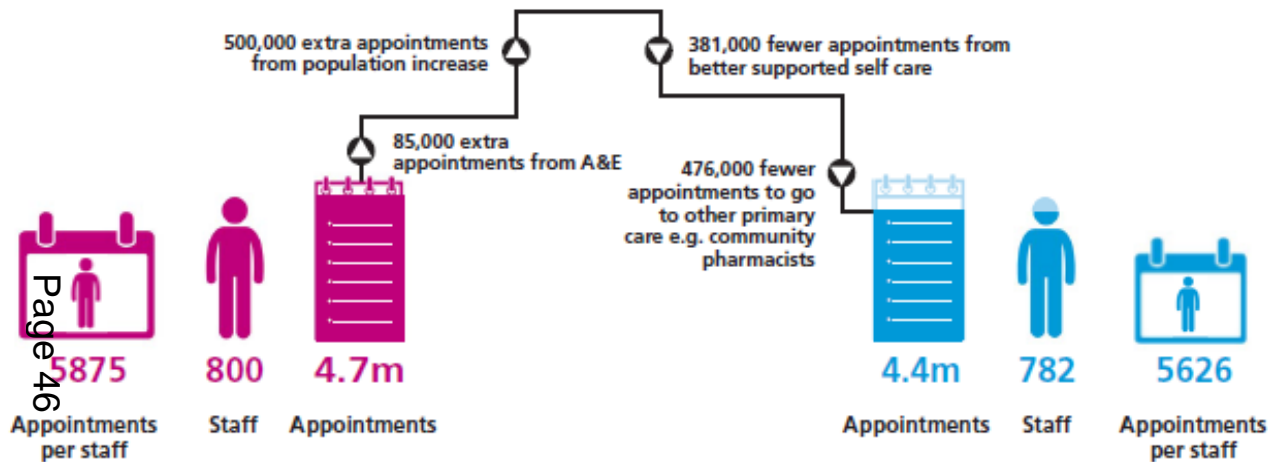 500,000 extra appointments
from population increase
381,000 fewer appointments from
better supported self care
85,000 extra
appointments from A&E
476,000 fewer
appointments to go
to other primary
care e.g. community
pharmacists
Page 46
5875
800
4.7m
4.4m
782
5626
Appointments
per staff
Staff
Appointments
Appointments
Staff
Appointments
per staff